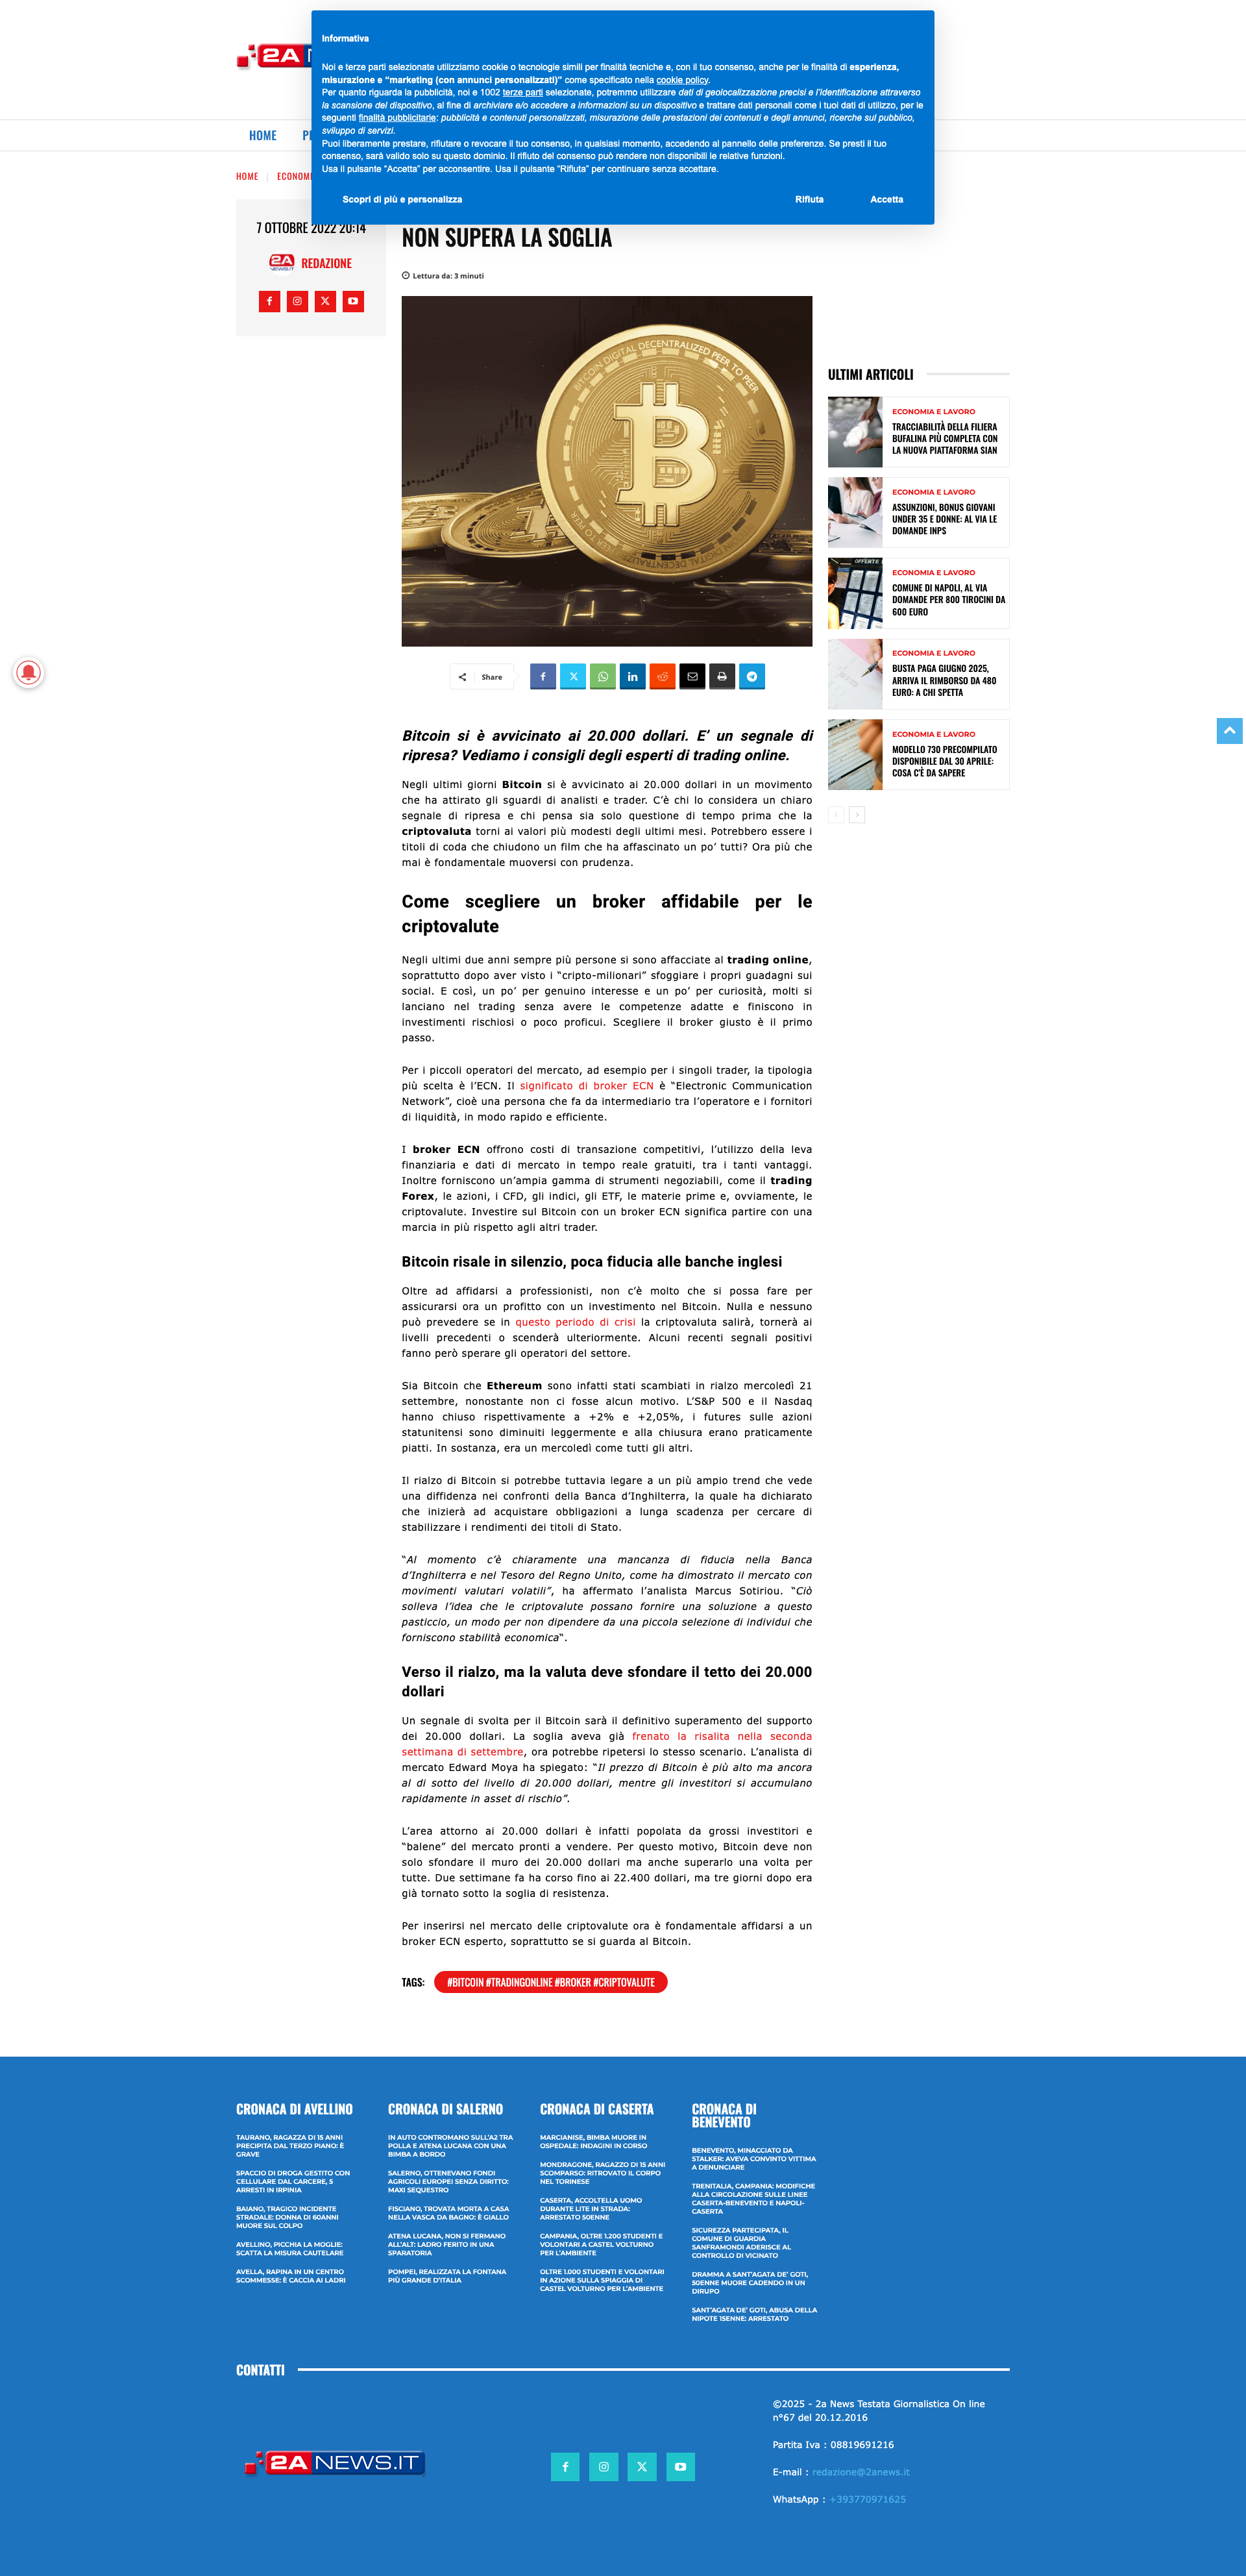 Informativa
Noi e terze parti selezionate utilizziamo cookie o tecnologie simili per finalità tecniche e, con il tuo consenso, anche per le finalità di esperienza,
misurazione e “marketing (con annunci personalizzati)” come specificato nella cookie policy.
Per quanto riguarda la pubblicità, noi e 1002 terze parti selezionate, potremmo utilizzare dati di geolocalizzazione precisi e l’identificazione attraverso
la scansione del dispositivo, al fine di archiviare e/o accedere a informazioni su un dispositivo e trattare dati personali come i tuoi dati di utilizzo, per le
seguenti finalità pubblicitarie: pubblicità e contenuti personalizzati, misurazione delle prestazioni dei contenuti e degli annunci, ricerche sul pubblico,
sviluppo di servizi.
Puoi liberamente prestare, rifiutare o revocare il tuo consenso, in qualsiasi momento, accedendo al pannello delle preferenze. Se presti il tuo
consenso, sarà valido solo su questo dominio. Il rifiuto del consenso può rendere non disponibili le relative funzioni.
Usa il pulsante “Accetta” per acconsentire. Usa il pulsante “Rifiuta” per continuare senza accettare.
Scopri di più e personalizza
Rifiuta
Accetta
2A
HOME
HOME
7 OTTOBRE 2022 20:14
2A
NEWS.IT
REDAZIONE
NON SUPERA LA SOGLIA
Lettura da: 3 minuti
BITCOIN DIGITAL DECENTRALIZED PEER TO PEER
Share
Bitcoin si è avvicinato ai 20.000 dollari. E’ un segnale di
ripresa? Vediamo i consigli degli esperti di trading online.
Negli ultimi giorni Bitcoin si è avvicinato ai 20.000 dollari in un movimento
che ha attirato gli sguardi di analisti e trader. C’è chi lo considera un chiaro
segnale di ripresa e chi pensa sia solo questione di tempo prima che la
criptovaluta torni ai valori più modesti degli ultimi mesi. Potrebbero essere i
titoli di coda che chiudono un film che ha affascinato un po’ tutti? Ora più che
mai è fondamentale muoversi con prudenza.
Come scegliere un broker affidabile per le
criptovalute
Negli ultimi due anni sempre più persone si sono affacciate al trading online,
soprattutto dopo aver visto i “cripto-milionari” sfoggiare i propri guadagni sui
social. E così, un po’ per genuino interesse e un po’ per curiosità, molti si
lanciano nel trading senza avere le competenze adatte e finiscono in
investimenti rischiosi o poco proficui. Scegliere il broker giusto è il primo
passo.
Per i piccoli operatori del mercato, ad esempio per i singoli trader, la tipologia
più scelta è l’ECN. Il significato di broker ECN è “Electronic Communication
Network”, cioè una persona che fa da intermediario tra l’operatore e i fornitori
di liquidità, in modo rapido e efficiente.
I broker ECN offrono costi di transazione competitivi, l’utilizzo della leva
finanziaria e dati di mercato in tempo reale gratuiti, tra i tanti vantaggi.
Inoltre forniscono un’ampia gamma di strumenti negoziabili, come il trading
Forex, le azioni, i CFD, gli indici, gli ETF, le materie prime e, ovviamente, le
criptovalute. Investire sul Bitcoin con un broker ECN significa partire con una
marcia in più rispetto agli altri trader.
Bitcoin risale in silenzio, poca fiducia alle banche inglesi
Oltre ad affidarsi a professionisti, non c’è molto che si possa fare per
assicurarsi ora un profitto con un investimento nel Bitcoin. Nulla e nessuno
può prevedere se in questo periodo di crisi la criptovaluta salirà, tornerà ai
livelli precedenti o scenderà ulteriormente. Alcuni recenti segnali positivi
fanno però sperare gli operatori del settore.
Sia Bitcoin che Ethereum sono infatti stati scambiati in rialzo mercoledì 21
settembre, nonostante non ci fosse alcun motivo. L’S&P 500 e il Nasdaq
hanno chiuso rispettivamente a +2% e +2,05%, i futures sulle azioni
statunitensi sono diminuiti leggermente e alla chiusura erano praticamente
piatti. In sostanza, era un mercoledì come tutti gli altri.
Il rialzo di Bitcoin si potrebbe tuttavia legare a un più ampio trend che vede
una diffidenza nei confronti della Banca d’Inghilterra, la quale ha dichiarato
che inizierà ad acquistare obbligazioni a lunga scadenza per cercare di
stabilizzare i rendimenti dei titoli di Stato.
“Al momento c’è chiaramente una mancanza di fiducia nella Banca
d’Inghilterra e nel Tesoro del Regno Unito, come ha dimostrato il mercato con
movimenti valutari volatili”, ha affermato l’analista Marcus Sotiriou. “Ciò
solleva l’idea che le criptovalute possano fornire una soluzione a questo
pasticcio, un modo per non dipendere da una piccola selezione di individui che
forniscono stabilità economica“.
Verso il rialzo, ma la valuta deve sfondare il tetto dei 20.000
dollari
Un segnale di svolta per il Bitcoin sarà il definitivo superamento del supporto
dei 20.000 dollari. La soglia aveva già frenato la risalita nella seconda
settimana di settembre, ora potrebbe ripetersi lo stesso scenario. L’analista di
mercato Edward Moya ha spiegato: “Il prezzo di Bitcoin è più alto ma ancora
al di sotto del livello di 20.000 dollari, mentre gli investitori si accumulano
rapidamente in asset di rischio”.
L’area attorno ai 20.000 dollari è infatti popolata da grossi investitori e
“balene” del mercato pronti a vendere. Per questo motivo, Bitcoin deve non
solo sfondare il muro dei 20.000 dollari ma anche superarlo una volta per
tutte. Due settimane fa ha corso fino ai 22.400 dollari, ma tre giorni dopo era
già tornato sotto la soglia di resistenza.
Per inserirsi nel mercato delle criptovalute ora è fondamentale affidarsi a un
broker ECN esperto, soprattutto se si guarda al Bitcoin.
TAGS: #BITCOIN #TRADINGONLINE #BROKER #CRIPTOVALUTE
ULTIMI ARTICOLI
ECONOMIA E LAVORO
TRACCIABILITÀ DELLA FILIERA
BUFALINA PIÙ COMPLETA CON
LA NUOVA PIATTAFORMA SIAN
ECONOMIA E LAVORO
ASSUNZIONI, BONUS GIOVANI
UNDER 35 E DONNE: AL VIA LE
DOMANDE INPS
ECONOMIA E LAVORO
COMUNE DI NAPOLI, AL VIA
DOMANDE PER 800 TIROCINI DA
600 EURO
ECONOMIA E LAVORO
BUSTA PAGA GIUGNO 2025,
ARRIVA IL RIMBORSO DA 480
EURO: A CHI SPETTA
ECONOMIA E LAVORO
MODELLO 730 PRECOMPILATO
DISPONIBILE DAL 30 APRILE:
COSA C’È DA SAPERE
CRONACA DI AVELLINO
TAURANO, RAGAZZA DI 15 ANNI
PRECIPITA DAL TERZO PIANO: È
GRAVE
SPACCIO DI DROGA GESTITO CON
CELLULARE DAL CARCERE, 5
ARRESTI IN IRPINIA
BAIANO, TRAGICO INCIDENTE
STRADALE: DONNA DI 60ANNI
MUORE SUL COLPO
AVELLINO, PICCHIA LA MOGLIE:
SCATTA LA MISURA CAUTELARE
AVELLA, RAPINA IN UN CENTRO
SCOMMESSE: È CACCIA AI LADRI
CRONACA DI SALERNO
IN AUTO CONTROMANO SULL’A2 TRA
POLLA E ATENA LUCANA CON UNA
BIMBA A BORDO
SALERNO, OTTENEVANO FONDI
AGRICOLI EUROPEI SENZA DIRITTO:
MAXI SEQUESTRO
FISCIANO, TROVATA MORTA A CASA
NELLA VASCA DA BAGNO: È GIALLO
ATENA LUCANA, NON SI FERMANO
ALL’ALT: LADRO FERITO IN UNA
SPARATORIA
POMPEI, REALIZZATA LA FONTANA
PIÙ GRANDE D’ITALIA
CRONACA DI CASERTA
MARCIANISE, BIMBA MUORE IN
OSPEDALE: INDAGINI IN CORSO
MONDRAGONE, RAGAZZO DI 15 ANNI
SCOMPARSO: RITROVATO IL CORPO
NEL TORINESE
CASERTA, ACCOLTELLA UOMO
DURANTE LITE IN STRADA:
ARRESTATO 50ENNE
CAMPANIA, OLTRE 1.200 STUDENTI E
VOLONTARI A CASTEL VOLTURNO
PER L’AMBIENTE
OLTRE 1.000 STUDENTI E VOLONTARI
IN AZIONE SULLA SPIAGGIA DI
CASTEL VOLTURNO PER L’AMBIENTE
CRONACA DI
BENEVENTO
BENEVENTO, MINACCIATO DA
STALKER: AVEVA CONVINTO VITTIMA
A DENUNCIARE
TRENITALIA, CAMPANIA: MODIFICHE
ALLA CIRCOLAZIONE SULLE LINEE
CASERTA-BENEVENTO E NAPOLI-
CASERTA
SICUREZZA PARTECIPATA, IL
COMUNE DI GUARDIA
SANFRAMONDI ADERISCE AL
CONTROLLO DI VICINATO
DRAMMA A SANT’AGATA DE’ GOTI,
50ENNE MUORE CADENDO IN UN
DIRUPO
SANT’AGATA DE’ GOTI, ABUSA DELLA
NIPOTE 15ENNE: ARRESTATO
CONTATTI
2ANEWS.IT
©2025 - 2a News Testata Giornalistica On line
n°67 del 20.12.2016
Partita Iva : 08819691216
E-mail : redazione@2anews.it
WhatsApp : +393770971625